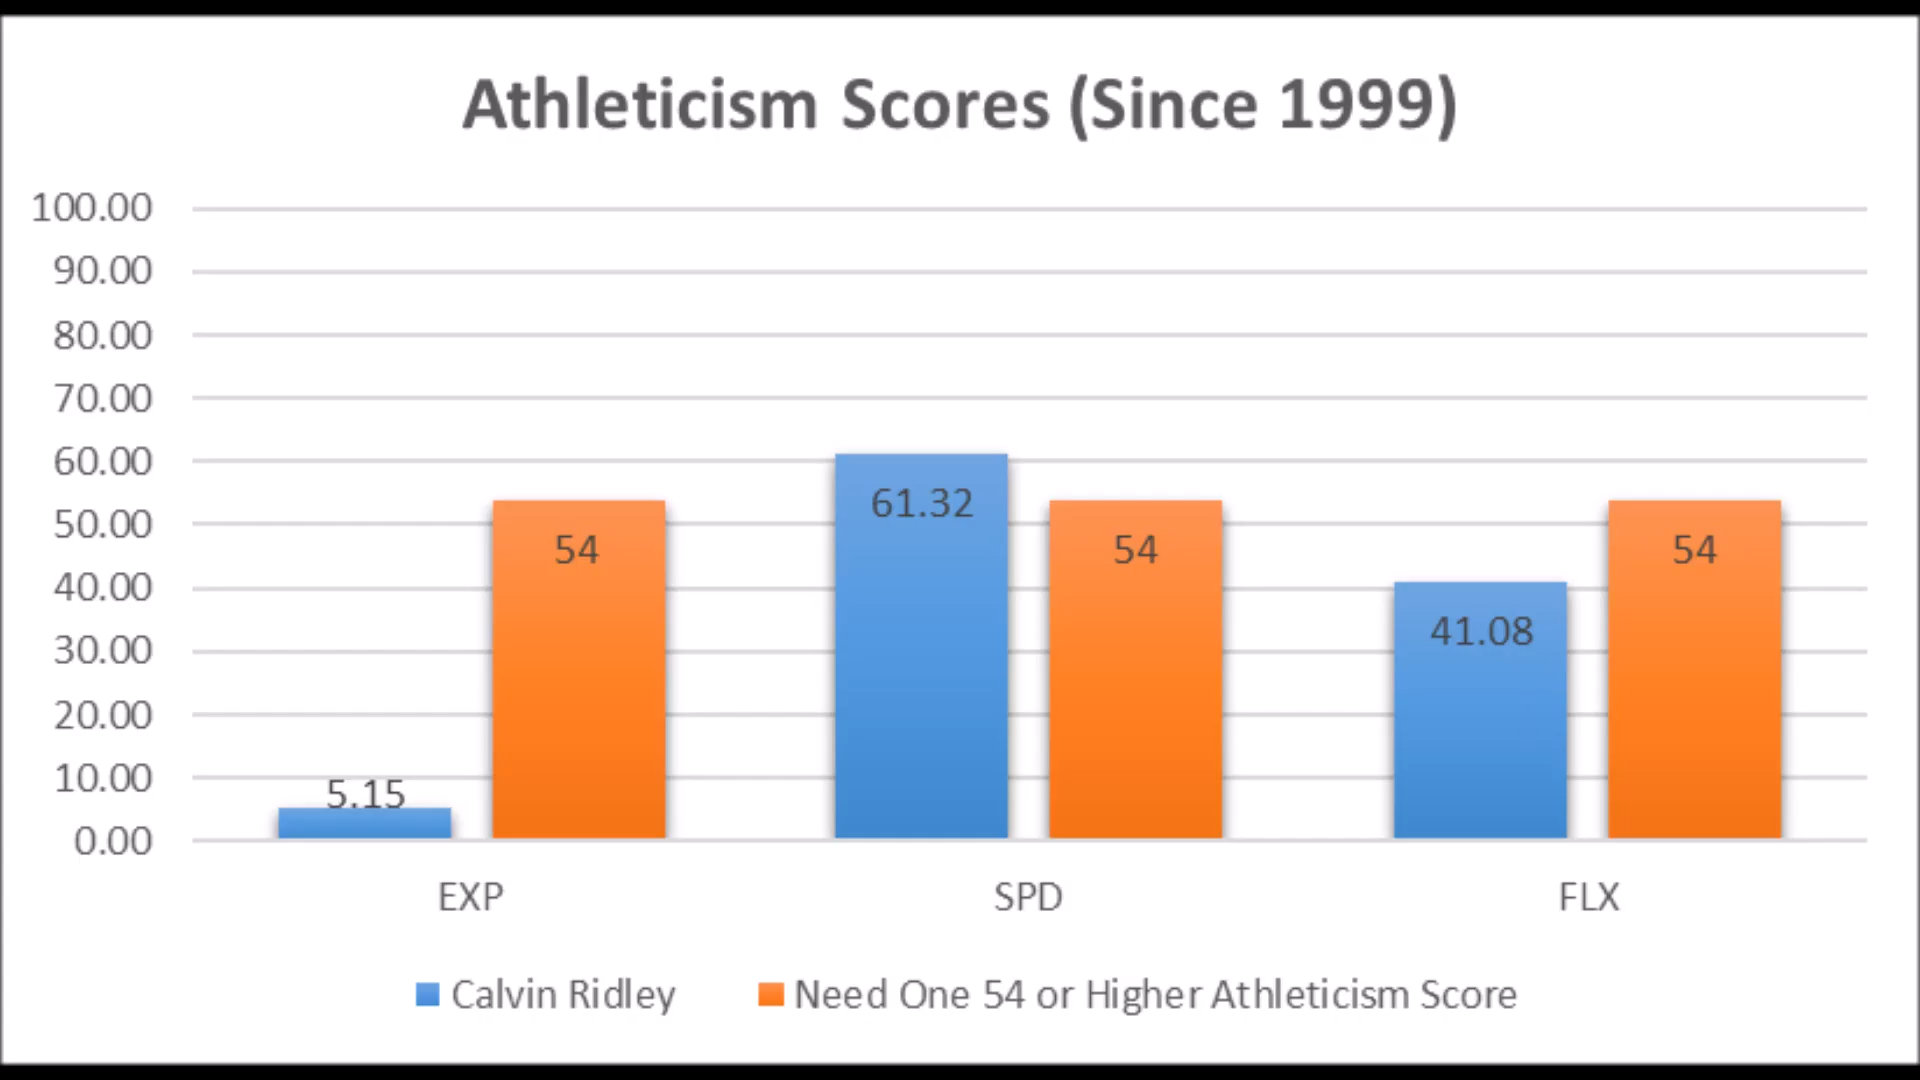 Athleticism Scores (Since 1999)
100.00
90.00
80.00
70.00
60.00
50.00
40.00
30.00
20.00
10.00
0.00
5.15
54
61.32
54
41.08
54
EXP
SPD
FLX
Calvin Ridley
Need One 54 or Higher Athleticism Score